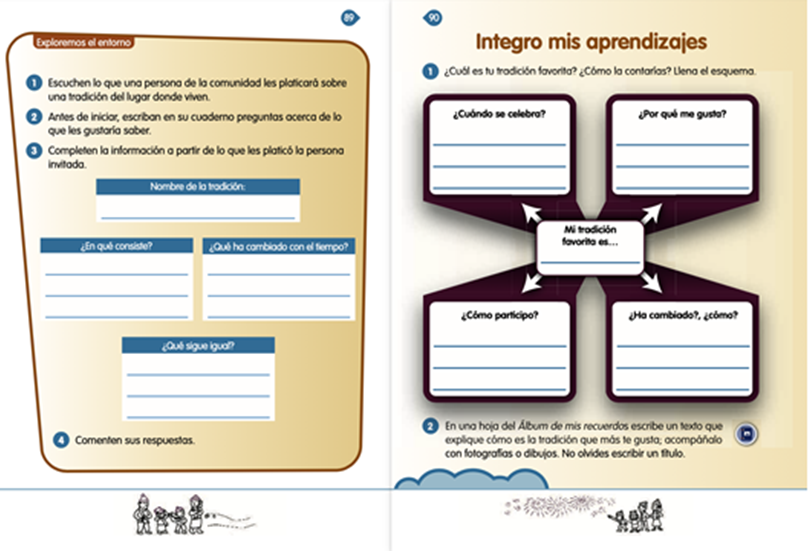 89
Exploremos el entorno
1 Escuchen lo que una persona de la comunidad les platicará sobre
una tradición del lugar donde viven.
2 Antes de iniciar, escriban en su cuaderno preguntas acerca de lo
que les gustaría saber.
3 Completen la información a partir de lo que les platicó la persona
invitada.
Nombre de la tradición:
¿En qué consiste?
¿Qué ha cambiado con el tiempo?
¿Qué sigue igual?
4 Comenten sus respuestas.
90
Integro mis aprendizajes
1 ¿Cuál es tu tradición favorita? ¿Cómo la contarías? Llena el esquema.
¿Cuándo se celebra?
¿Por qué me gusta?
Mi tradición
favorita es...
¿Cómo participo?
¿Ha cambiado?, ¿cómo?
2 En una hoja del Álbum de mis recuerdos escribe un texto que
explique cómo es la tradición que más te gusta; acompáñalo
con fotografías o dibujos. No olvides escribir un título.